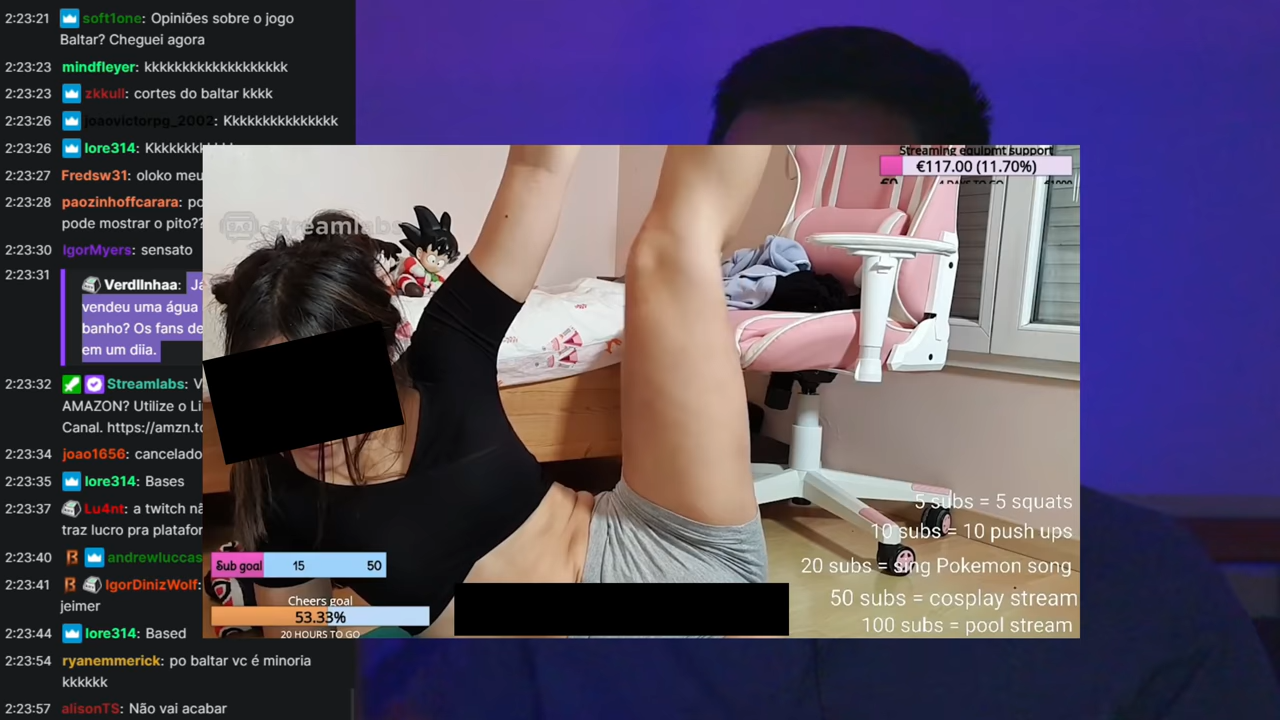 2:23:21 soft1one: Opiniões sobre o jogo
Baltar? Cheguei agora
2:23:23 mindfleyer: kkkkkkkkkkkkkkkkkkk
2:23:23 zkkull: cortes do baltar kkkk
2:23:26 joaovictorpg_2002: Kkkkkkkkkkkkkk
2:23:26 lore314:
2:23:27 Fredsw31: oloko meu
2:23:28 paozinhoffcarara:
pode mostrar o pito??
2:23:30 IgorMyers: sensato
2:23:31 VerdIInhaa:
vendeu uma água
banho? Os fans de
em um diia.
2:23:32 Streamlabs:
AMAZON? Utilize o
Canal. https://amzn.to
2:23:34 joao1656: cancelado
2:23:35 lore314: Bases
2:23:37 Lu4nt: a twitch
traz lucro pra
2:23:40 andrewluccas
2:23:41 IgorDinizWolf:
jeimer
2:23:44 lore314: Based
2:23:54 ryanemmerick: po baltar vc é minoria
kkkkkk
2:23:57 alisonTS: Não vai acabar
Streaming equipmt support
€117.00 (11.70%)
streamlabs
Sub goal 15 50
Cheers goal
53.33%
20 HOURS TO GO
5 subs = 5 squats
10 subs = 10 push ups
20 subs = sing Pokemon song
50 subs = cosplay stream
100 subs = pool stream